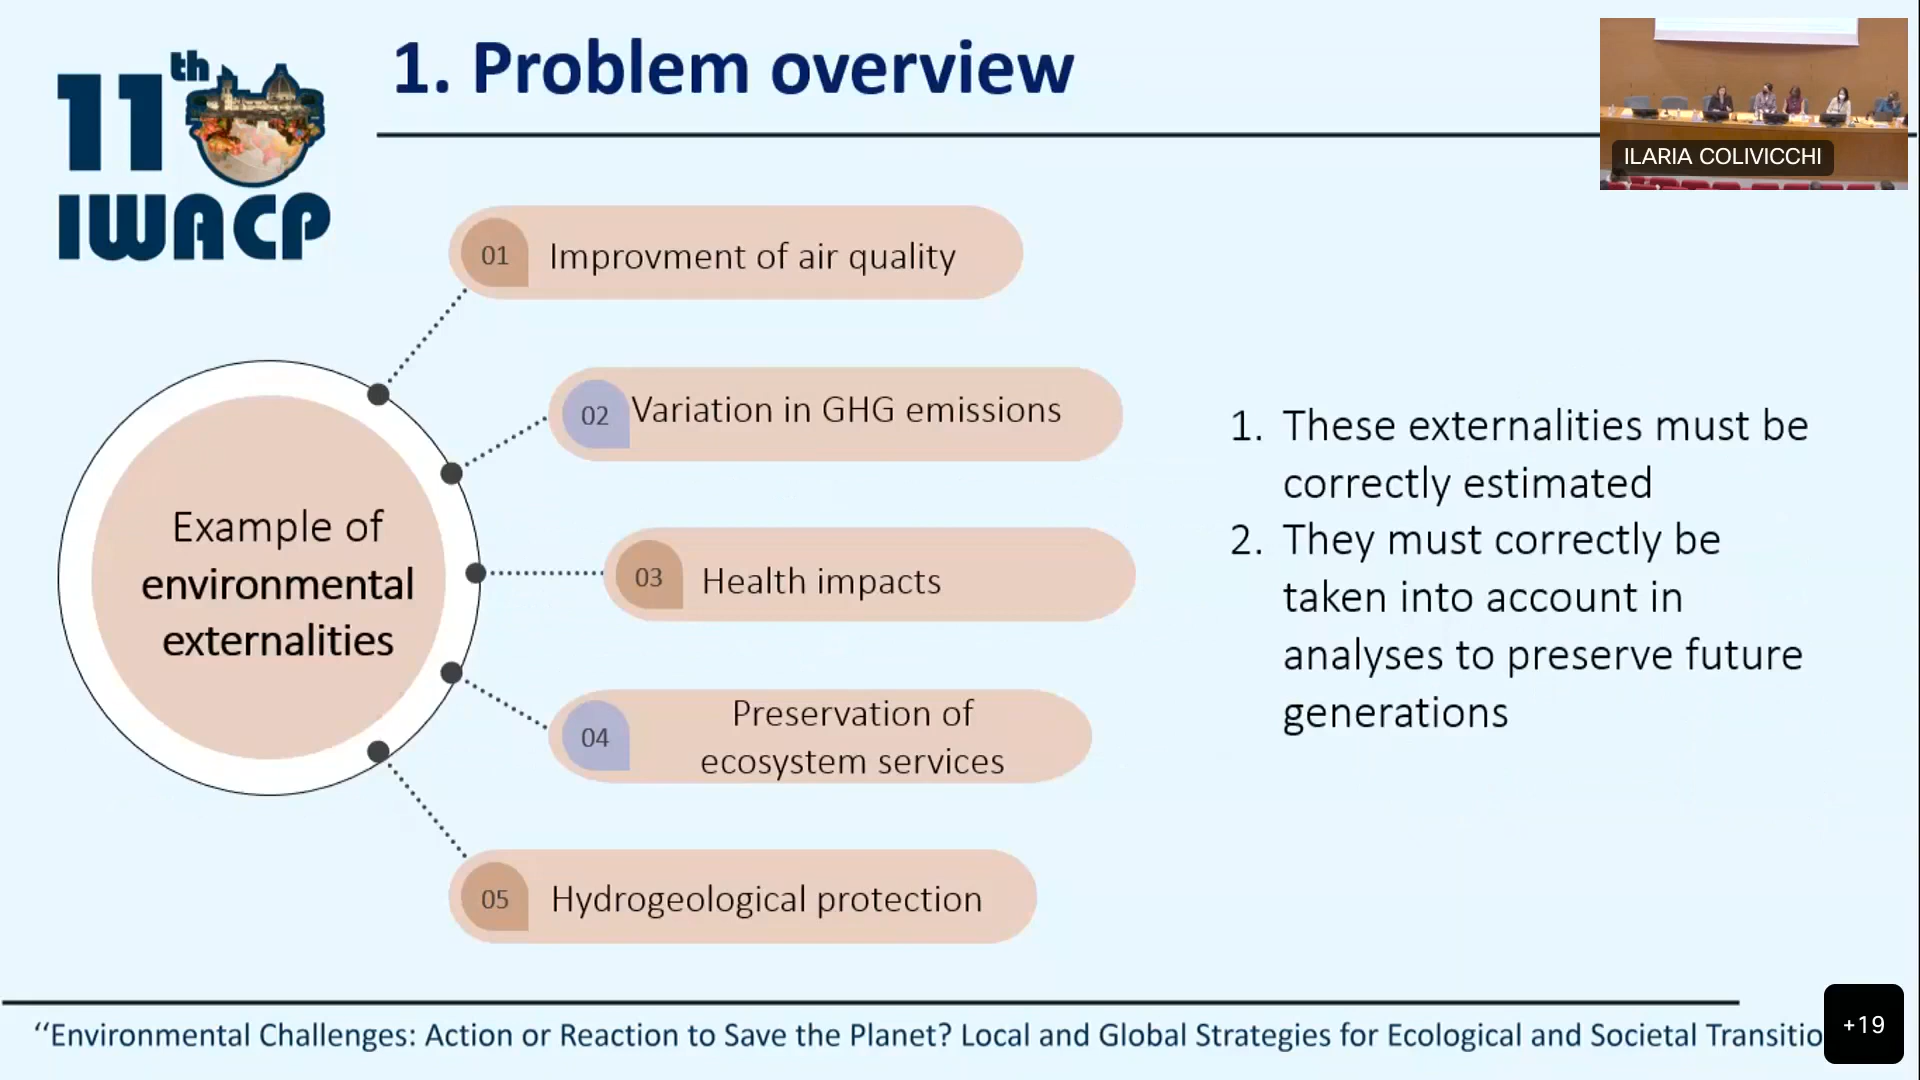 11th
IWACP
1. Problem overview
ILARIA COLIVICCHI
01 Improvment of air quality
02 Variation in GHG emissions
03 Health impacts
04 Preservation of
ecosystem services
05 Hydrogeological protection
Example of
environmental
externalities
1. These externalities must be
correctly estimated
2. They must correctly be
taken into account in
analyses to preserve future
generations
‘‘Environmental Challenges: Action or Reaction to Save the Planet? Local and Global Strategies for Ecological and Societal Transitio
+19